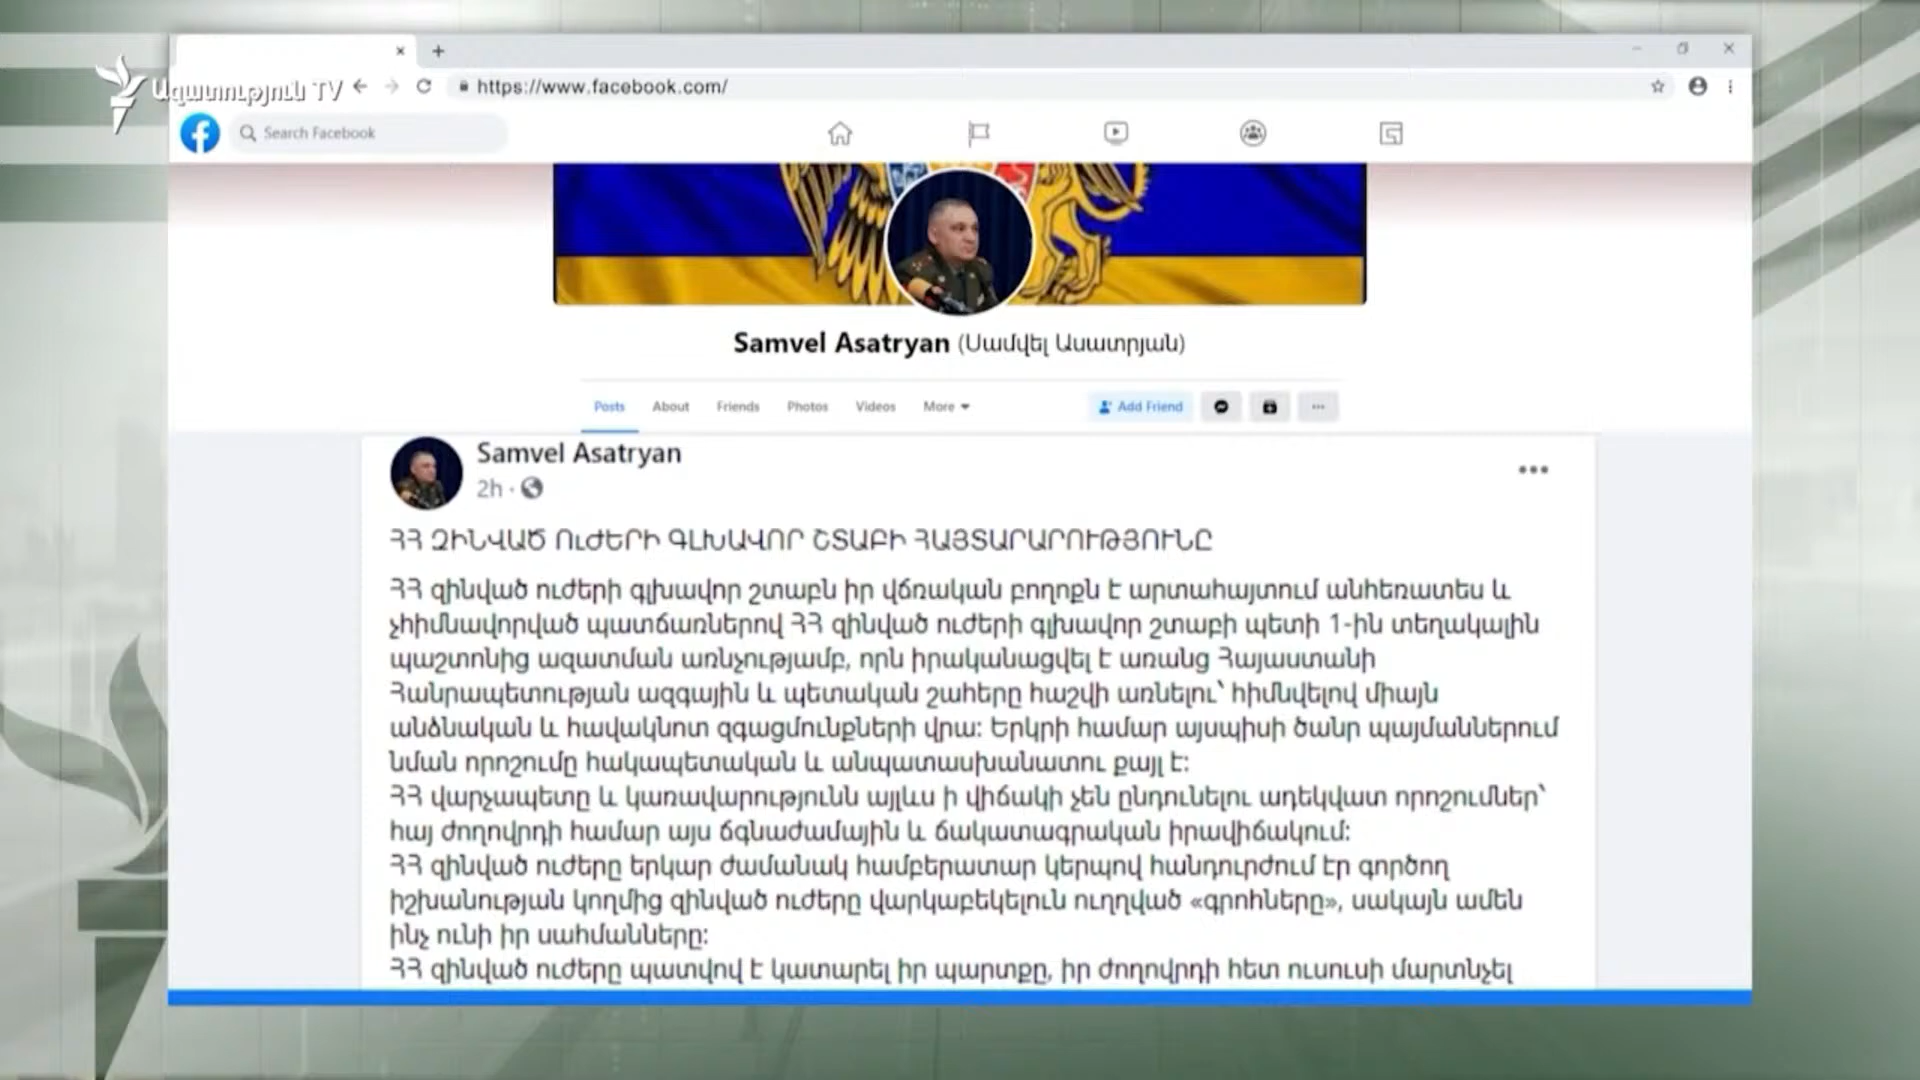 Ազատություն TV
https://www.facebook.com/
Search Facebook
Samvel Asatryan (Սամվել Ասատրյան)
Posts About Friends Photos Videos More Add Friend
Samvel Asatryan
2h
ՀՀ ԶԻՆՎԱԾ ՈւԺԵՐԻ ԳԼԽԱՎՈՐ ՇՏԱԲԻ ՀԱՅՏԱՐԱՐՈՒԹՅՈՒՆԸ
ՀՀ զինված ուժերի գլխավոր շտաբն իր վճռական բողոքն է արտահայտում անհեռատես և
չհիմնավորված պատճառներով ՀՀ զինված ուժերի գլխավոր շտաբի պետի 1-ին տեղակալին
պաշտոնից ազատման առնչությամբ, որն իրականացվել է առանց Հայաստանի
Հանրապետության ազգային և պետական շահերը հաշվի առնելու՝ հիմնվելով միայն
անձնական և հավակնոտ զգացմունքների վրա: Երկրի համար այսպիսի ծանր պայմաններում
նման որոշումը հակապետական և անպատասխանատու քայլ է:
ՀՀ վարչապետը և կառավարությունն այլևս ի վիճակի չեն ընդունելու ադեկվատ որոշումներ՝
հայ ժողովրդի համար այս ճգնաժամային և ճակատագրական իրավիճակում:
ՀՀ զինված ուժերը երկար ժամանակ համբերատար կերպով հանդուրժում էր գործող
իշխանության կողմից զինված ուժերը վարկաբեկելուն ուղղված «գրոհները», սակայն ամեն
ինչ ունի իր սահմանները:
ՀՀ զինված ուժերը պատվով է կատարել իր պարտքը, իր ժողովրդի հետ ուսուսի մարտնչել